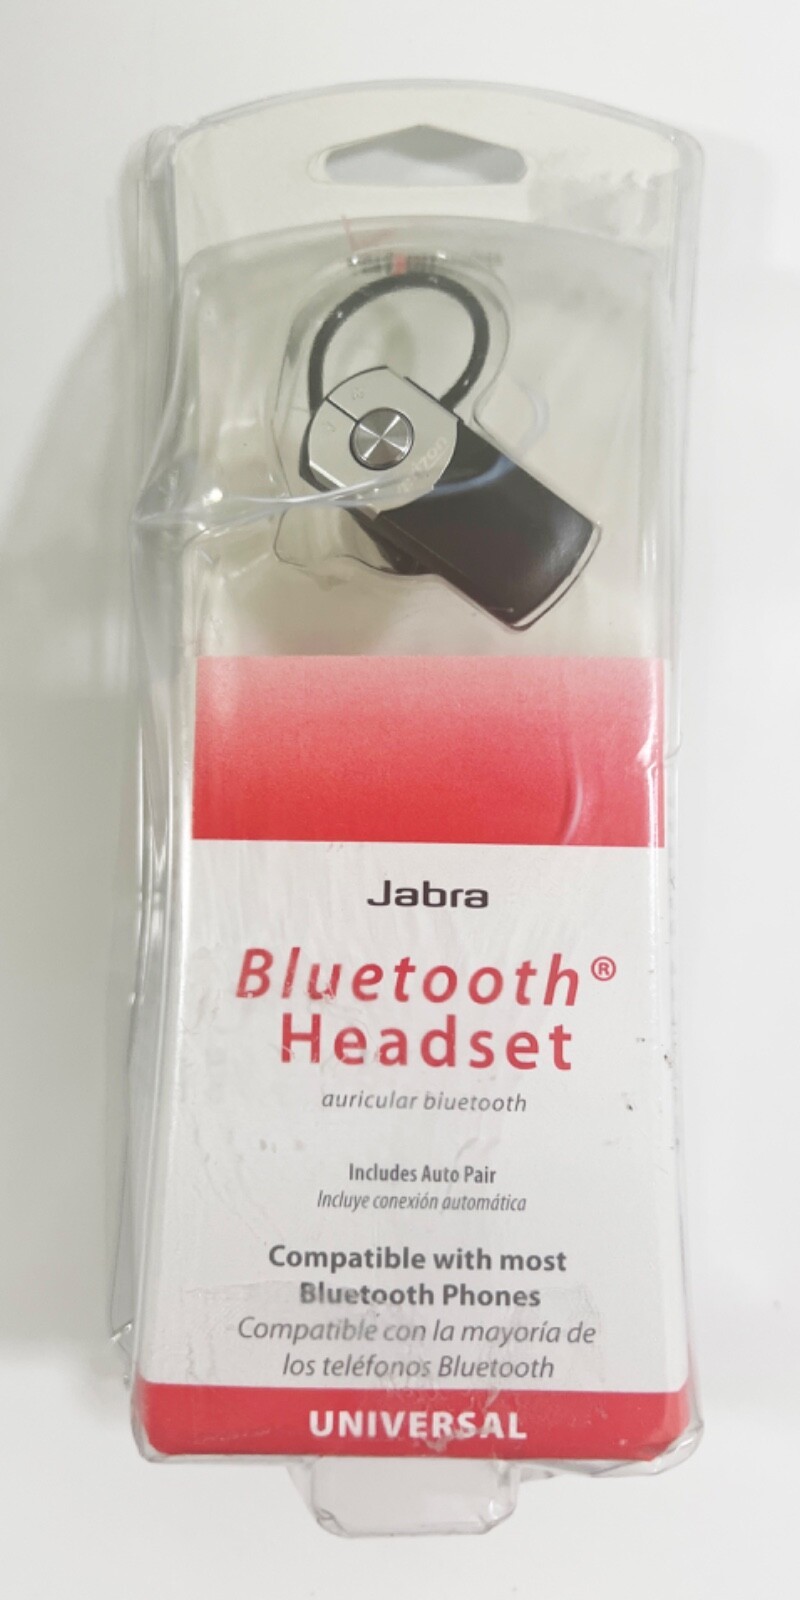 Jabra
Bluetooth®
Headset
auricular bluetooth
Includes Auto Pair
Incluye conexión automática
Compatible with most
Bluetooth Phones
Compatible con la mayoría de
los teléfonos Bluetooth
UNIVERSAL